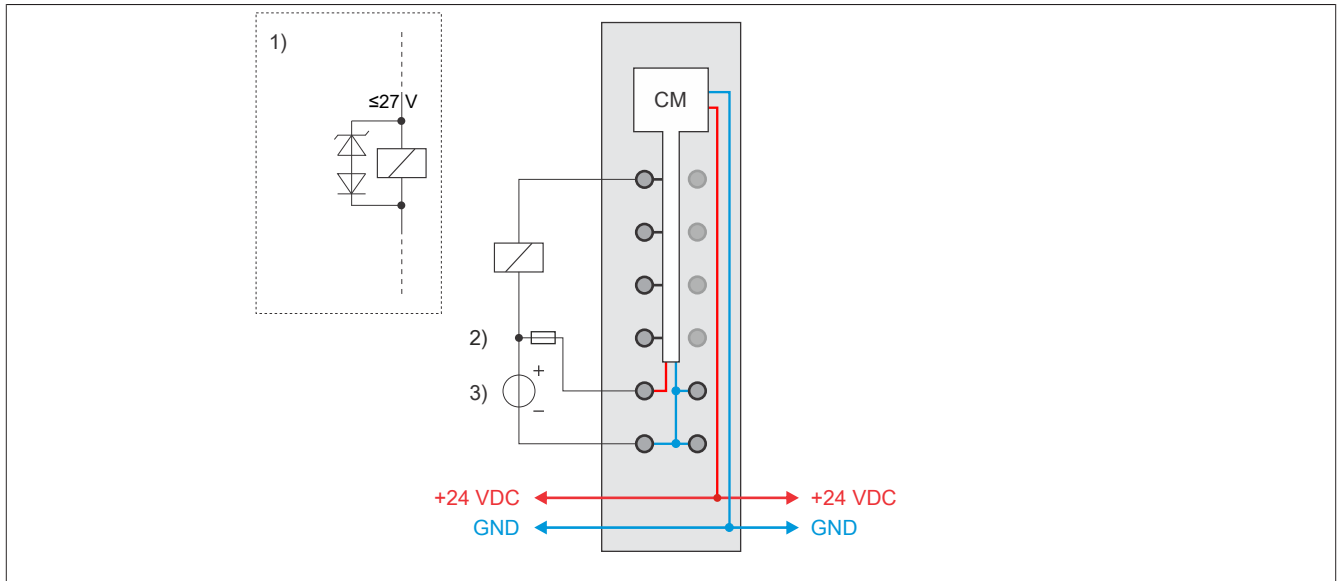 1)
≤27 V
CM
2)
3)
+
−
+24 VDC
+24 VDC
GND
GND